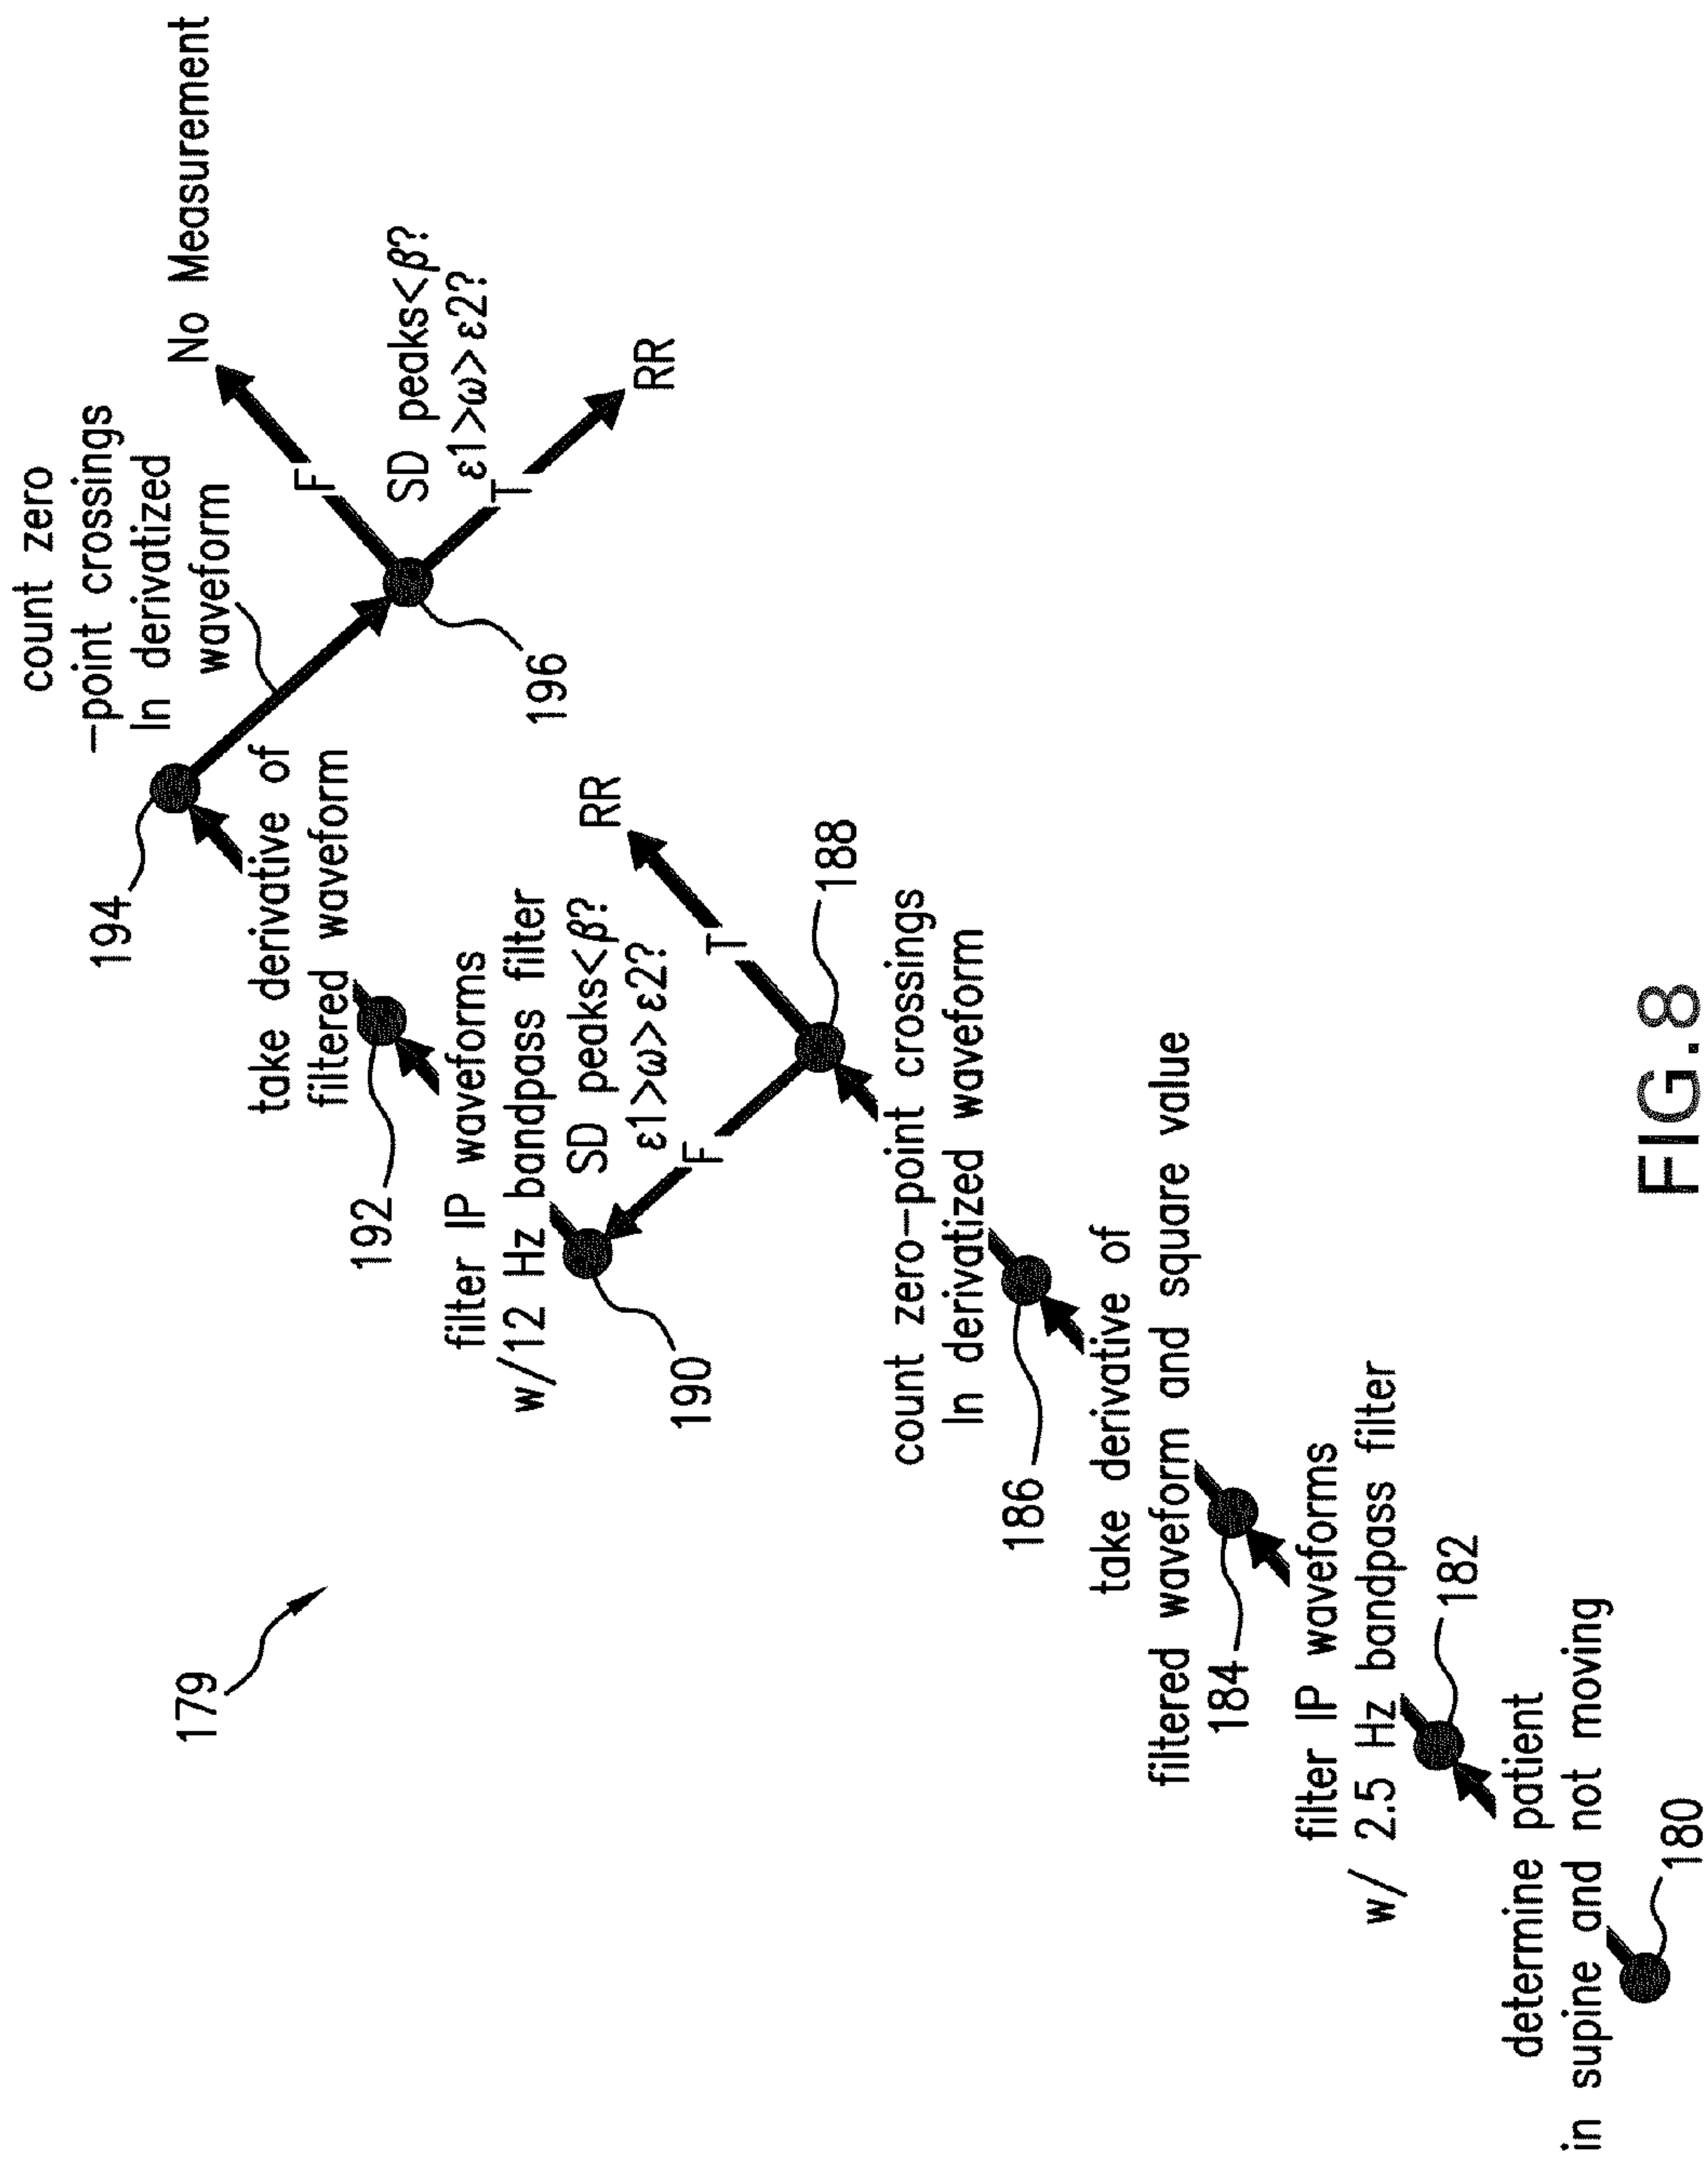 179
count zero
-point crossings
In derivatized
waveform
No Measurement
194
take derivative of
filtered waveform
F
SD peaks<β?
ε1>ω>ε2?
T
RR
196
192
filter IP waveforms
w/12 Hz bandpass filter
SD peaks<β?
ε1>ω>ε2?
RR
T
F
190
188
count zero-point crossings
In derivatized waveform
186
take derivative of
filtered waveform and square value
184
filter IP waveforms
w/ 2.5 Hz bandpass filter
182
determine patient
in supine and not moving
180
FIG.8